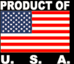 PRODUCT OF
U. S. A.